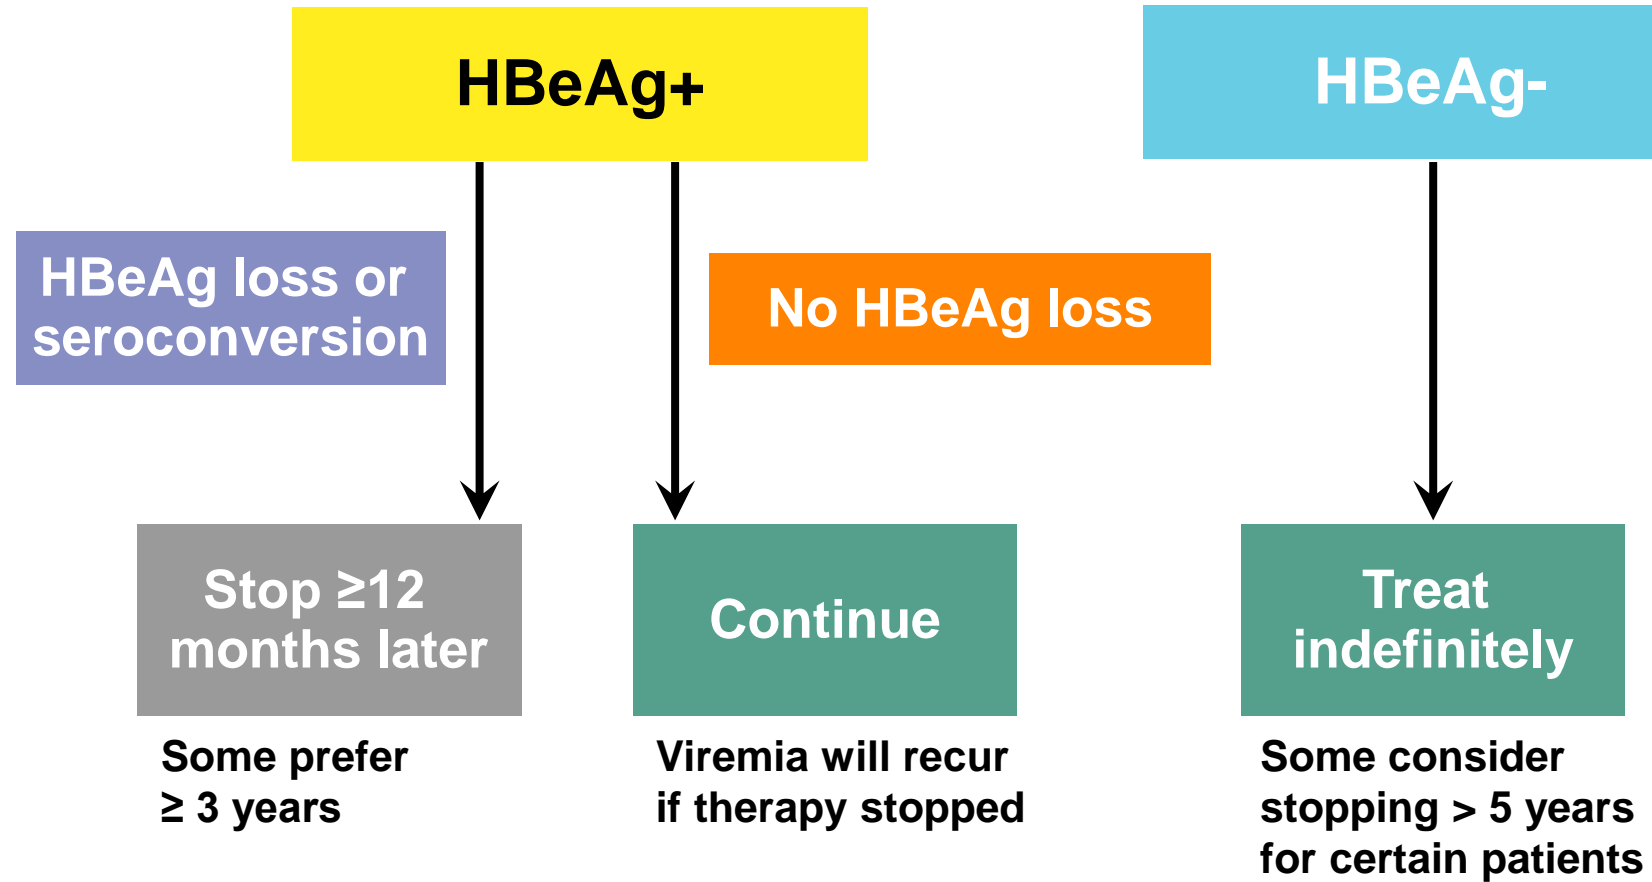 HBeAg+
HBeAg-
HBeAg loss or
seroconversion
No HBeAg loss
Stop ≥12
months later
Continue
Treat
indefinitely
Some prefer
≥ 3 years
Viremia will recur
if therapy stopped
Some consider
stopping > 5 years
for certain patients